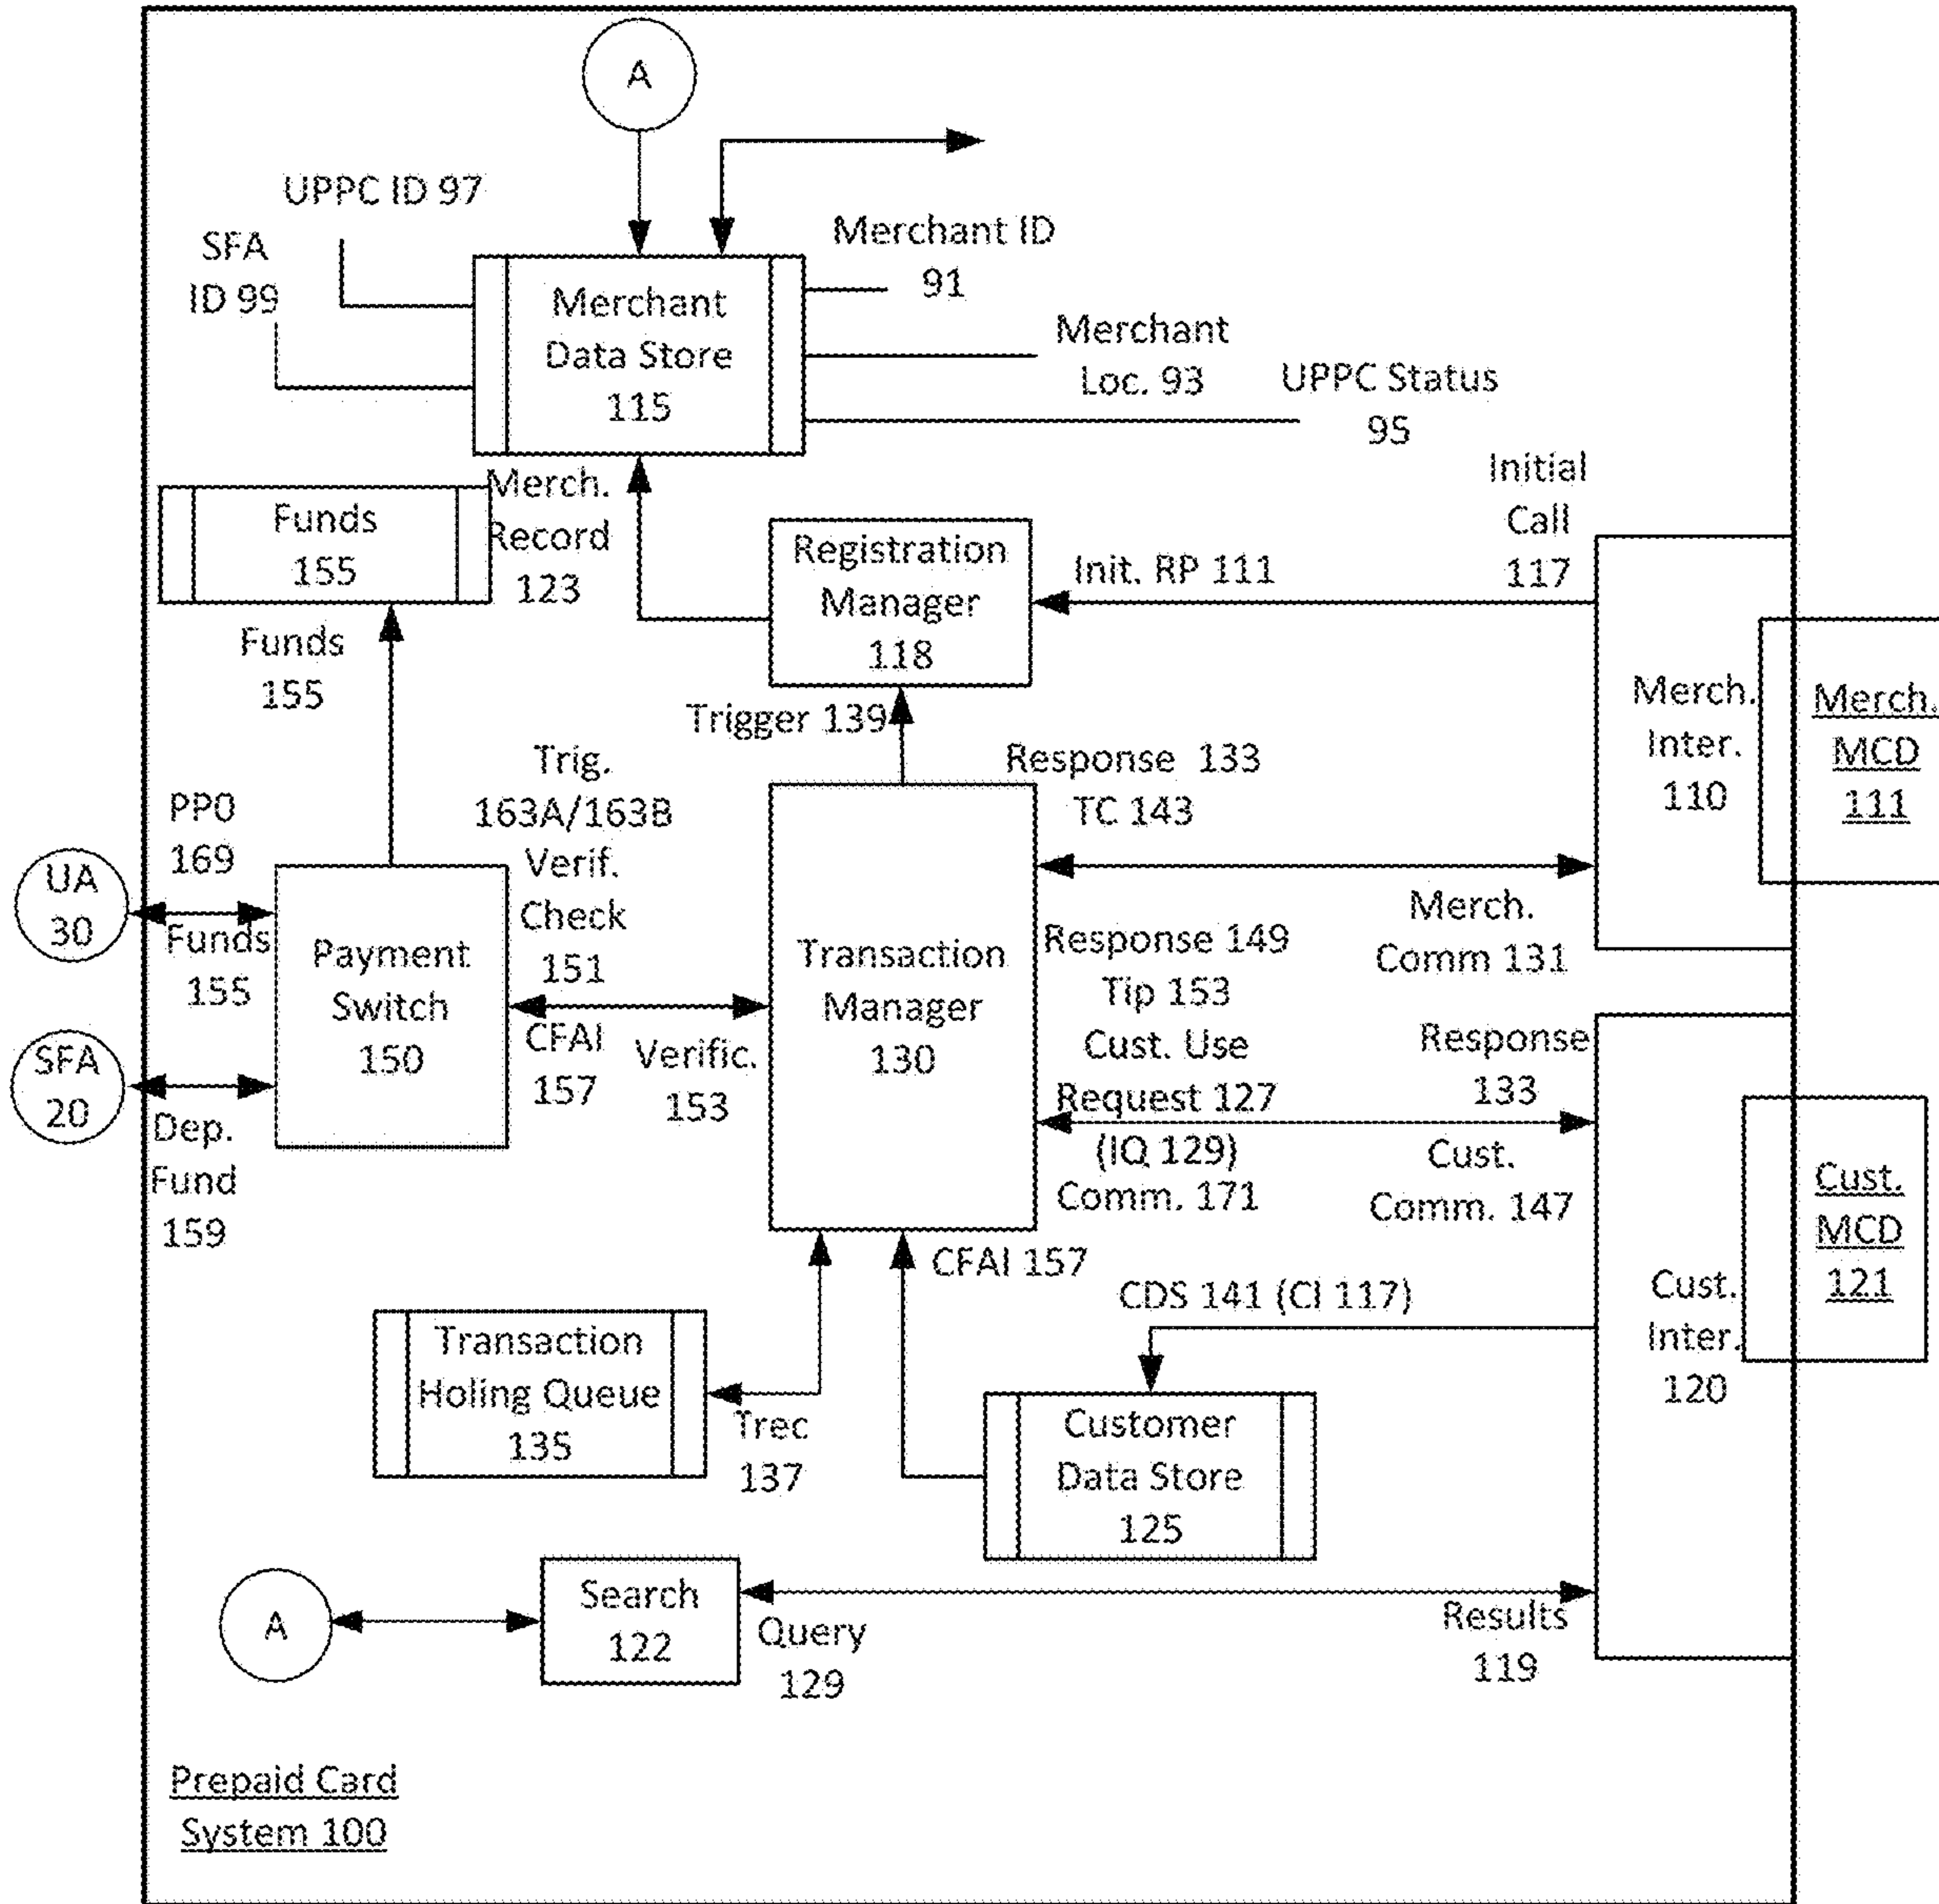 A
UPPC ID 97
SFA
ID 99
Merchant
Data Store
115
Merchant ID
91
Merchant
Loc. 93
UPPC Status
95
Funds
155
Merch.
Record
123
Funds
155
Registration
Manager
118
Init. RP 111
Initial
Call
117
Merch.
Inter.
110
Merch.
MCD
111
Trigger 139
Trig.
163A/163B
Verif.
Check
151
Response 133
TC 143
Merch.
Comm 131
PP0
169
UA
30
Funds
155
SFA
20
Dep.
Fund
159
Payment
Switch
150
CFAI
157
Verific.
153
Transaction
Manager
130
Response 149
Tip 153
Cust. Use
Request 127
(IQ 129)
Comm. 171
Response
133
Cust.
Comm. 147
Cust.
Inter.
120
Cust.
MCD
121
CFAI 157
CDS 141 (CI 117)
Transaction
Holing Queue
135
Trec
137
Customer
Data Store
125
A
Search
122
Query
129
Results
119
Prepaid Card
System 100